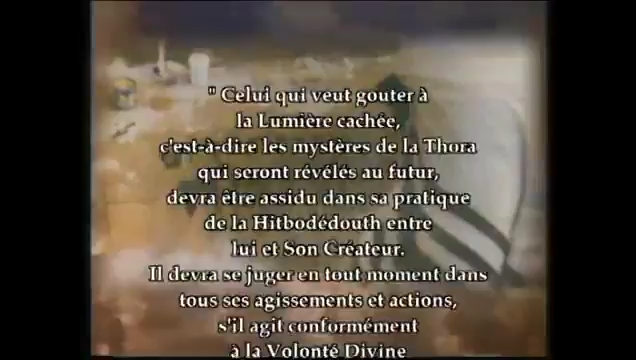 " Celui qui veut gouter à
la Lumière cachée,
c'est-à-dire les mystères de la Thora
qui seront révélés au futur,
devra être assidu dans sa pratique
de la Hitbodédouth entre
lui et Son Créateur.
Il devra se juger en tout moment dans
tous ses agissements et actions,
s'il agit conformément
à la Volonté Divine